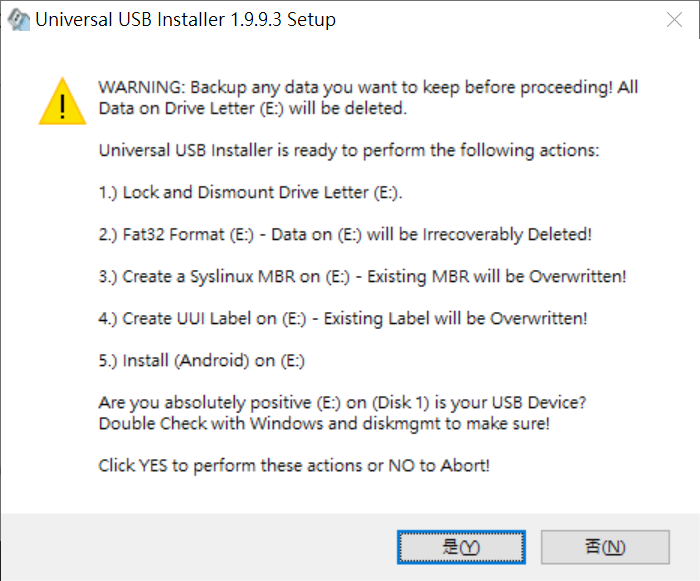 Universal USB Installer 1.9.9.3 Setup
WARNING: Backup any data you want to keep before proceeding! All
Data on Drive Letter (E:) will be deleted.
Universal USB Installer is ready to perform the following actions:
1.) Lock and Dismount Drive Letter (E:).
2.) Fat32 Format (E:) - Data on (E:) will be Irrecoverably Deleted!
3.) Create a Syslinux MBR on (E:) - Existing MBR will be Overwritten!
4.) Create UUI Label on (E:) - Existing Label will be Overwritten!
5.) Install (Android) on (E:)
Are you absolutely positive (E:) on (Disk 1) is your USB Device?
Double Check with Windows and diskmgmt to make sure!
Click YES to perform these actions or NO to Abort!
是(Y)
否(N)